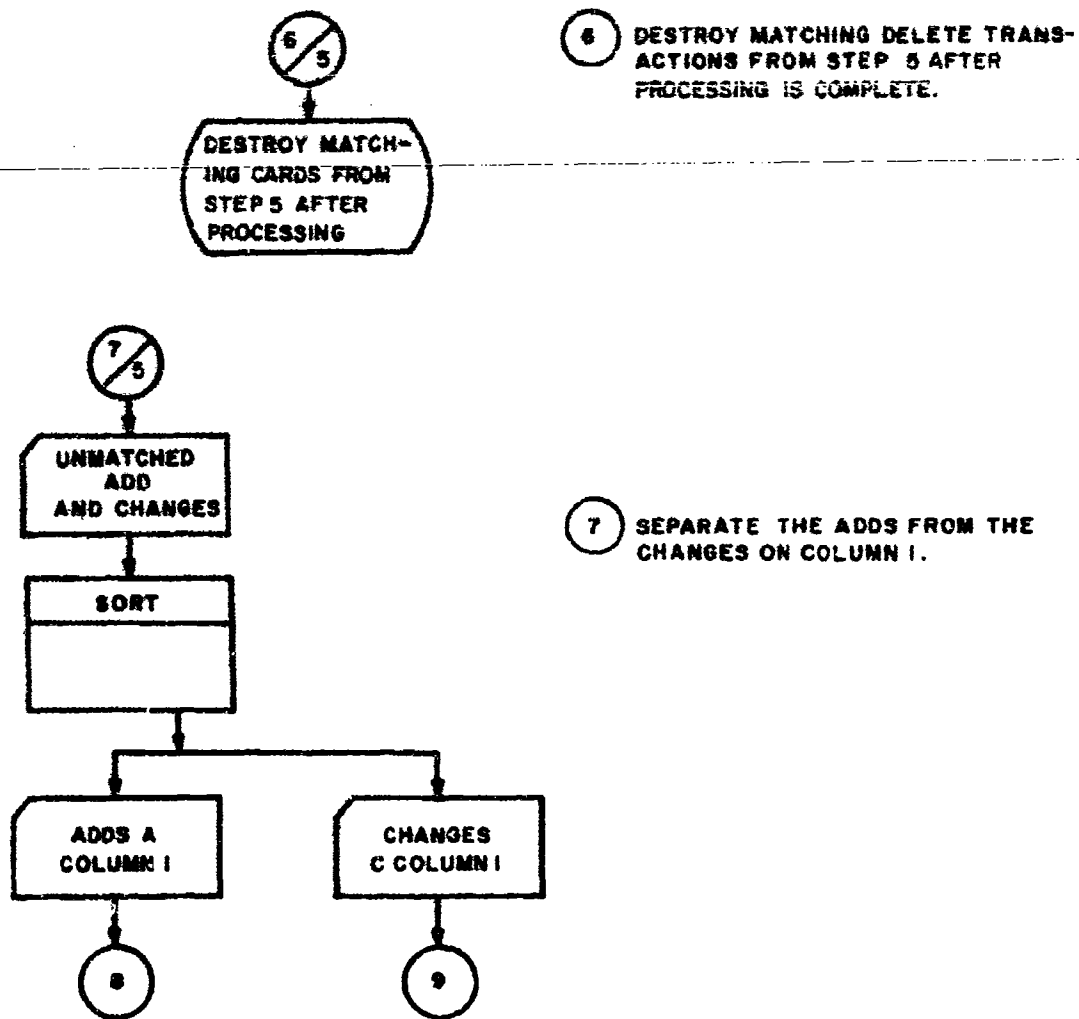 6/5
6 DESTROY MATCHING DELETE TRANS-
ACTIONS FROM STEP 5 AFTER
PROCESSING IS COMPLETE.
DESTROY MATCH-
ING CARDS FROM
STEP 5 AFTER
PROCESSING
7/5
UNMATCHED
ADD
AND CHANGES
7 SEPARATE THE ADDS FROM THE
CHANGES ON COLUMN 1.
SORT
ADDS A
COLUMN 1
CHANGES
C COLUMN 1
8
9